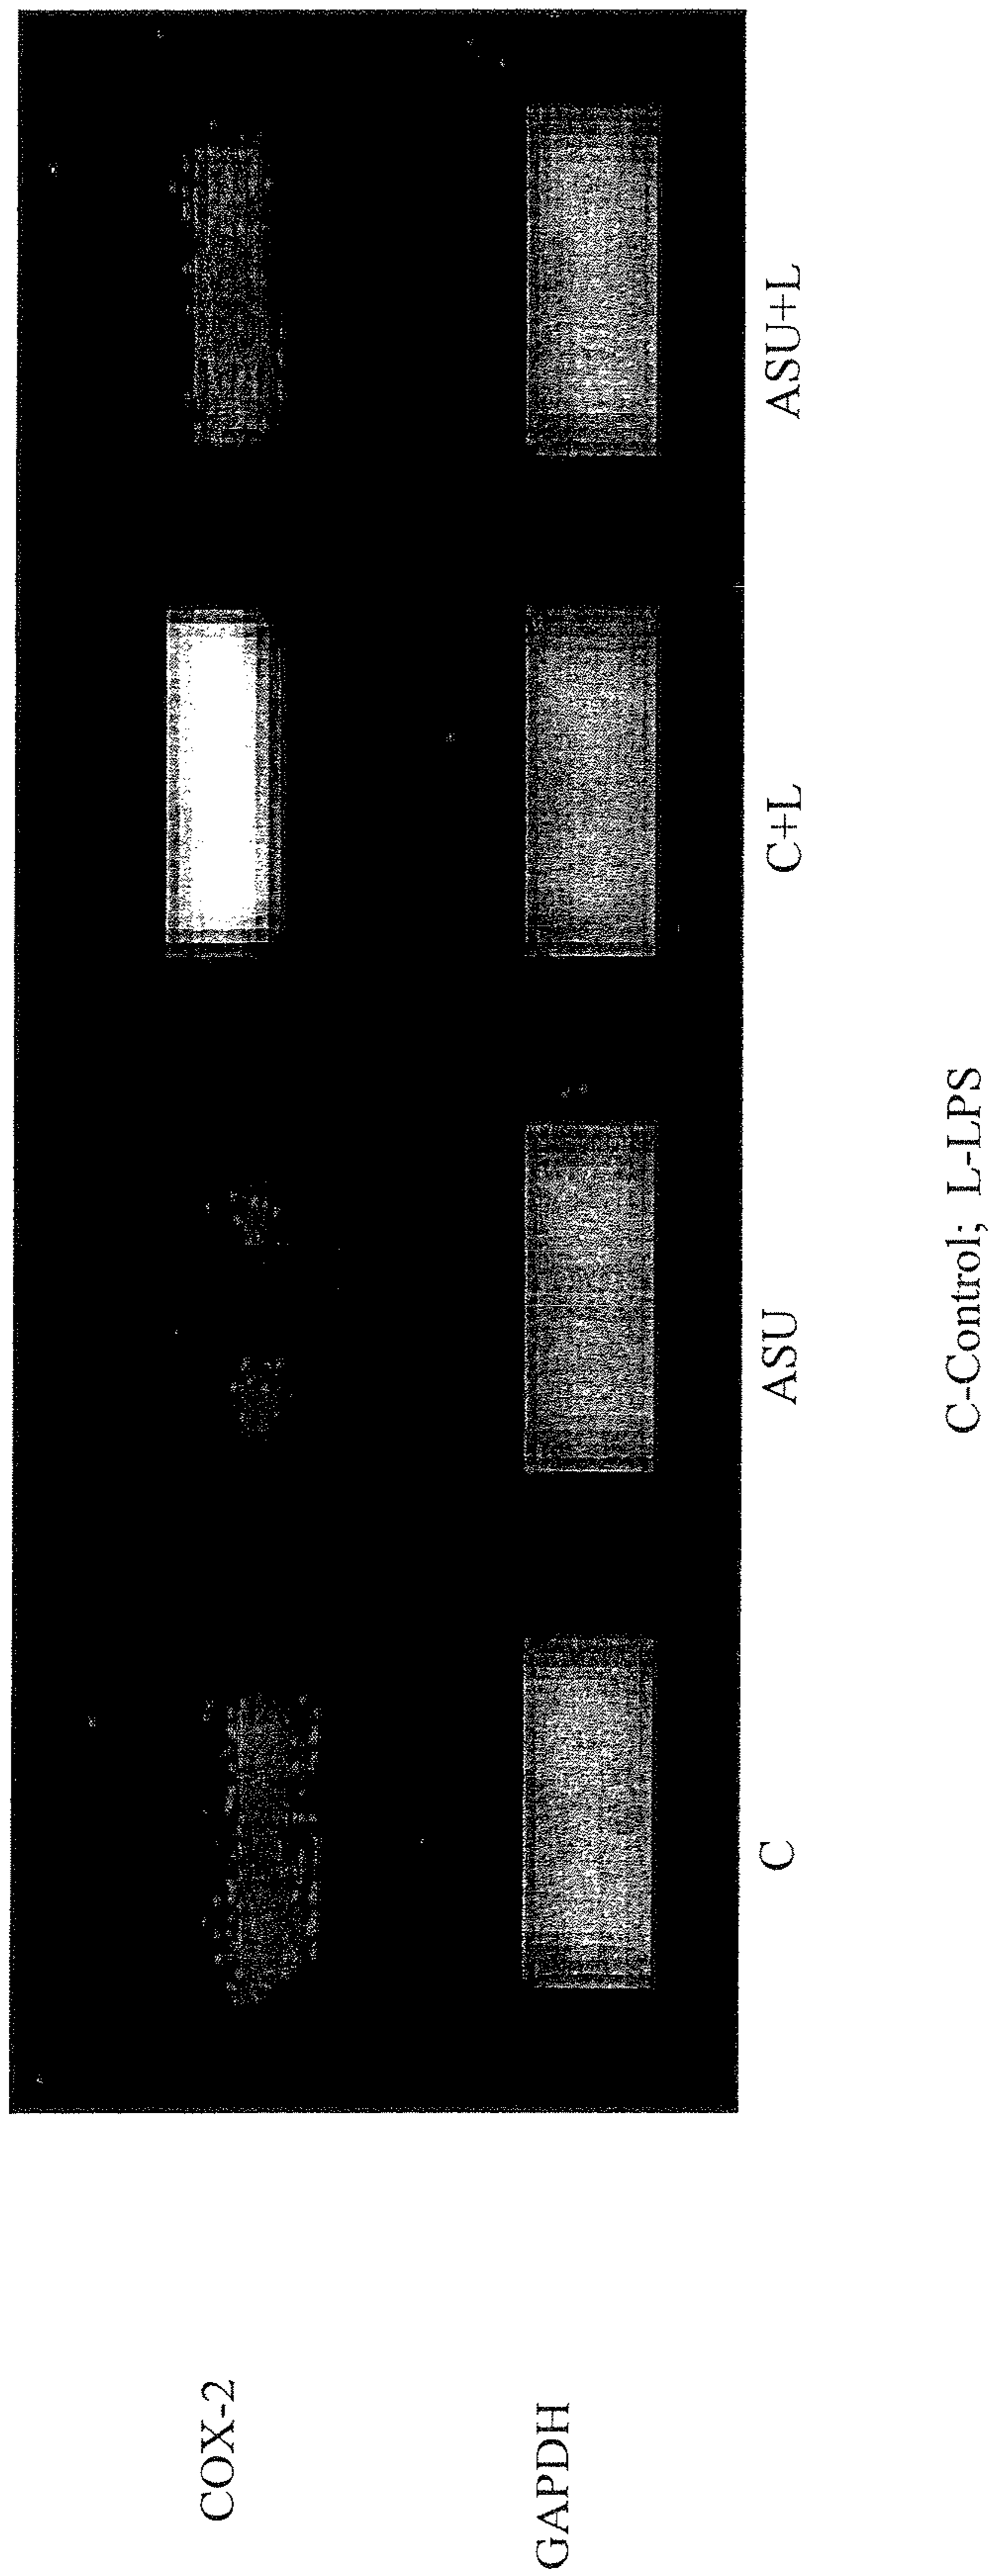 COX-2
GAPDH
C ASU C+L ASU+L
C-Control; L-LPS